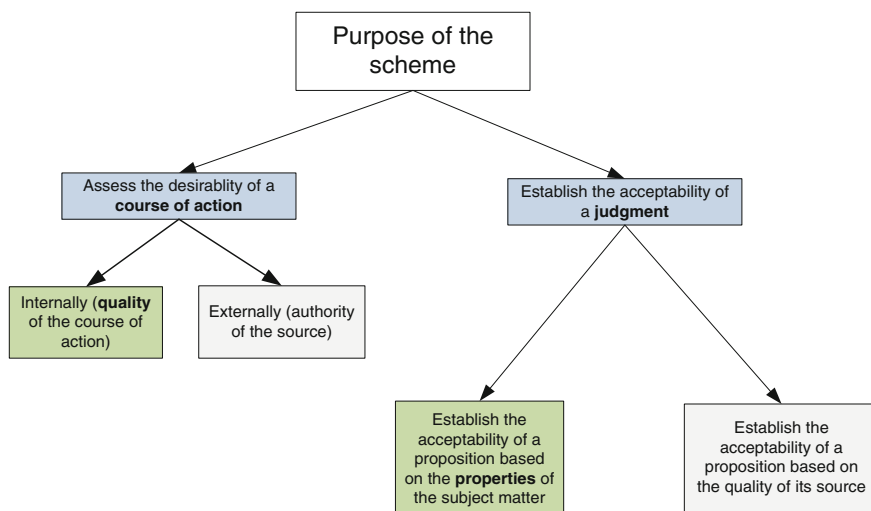 Purpose of the
scheme
Assess the desirablity of a
course of action
Establish the acceptability of
a judgment
Internally (quality
of the course of
action)
Externally (authority
of the source)
Establish the
acceptability of a
proposition based
on the properties of
the subject matter
Establish the
acceptability of a
proposition based on
the quality of its source